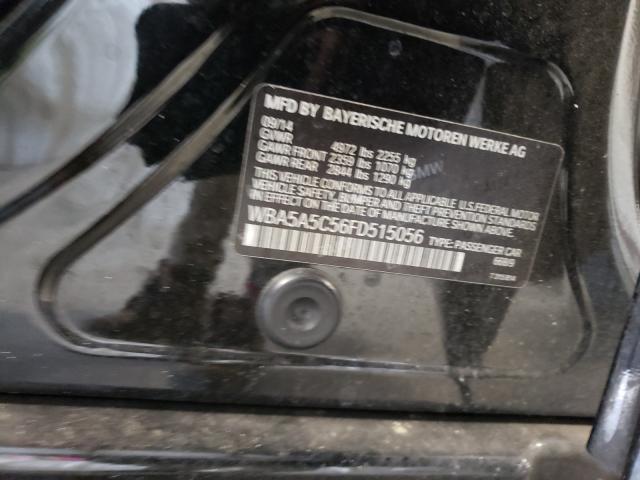 MFD BY BAYERISCHE MOTOREN WERKE AG
09/14
GVWR 4972 lbs 2255 kg
GAWR FRONT 2359 lbs 1070 kg
GAWR REAR 2844 lbs 1290 kg
BMW
THIS VEHICLE CONFORMS TO ALL APPLICABLE U.S. FEDERAL MOTOR
VEHICLE SAFETY, BUMPER AND THEFT PREVENTION STANDARDS
IN EFFECT ON THE DATE OF MANUFACTURE SHOWN ABOVE.
WBA5A5C56FD515056 TYPE: PASSENGER CAR